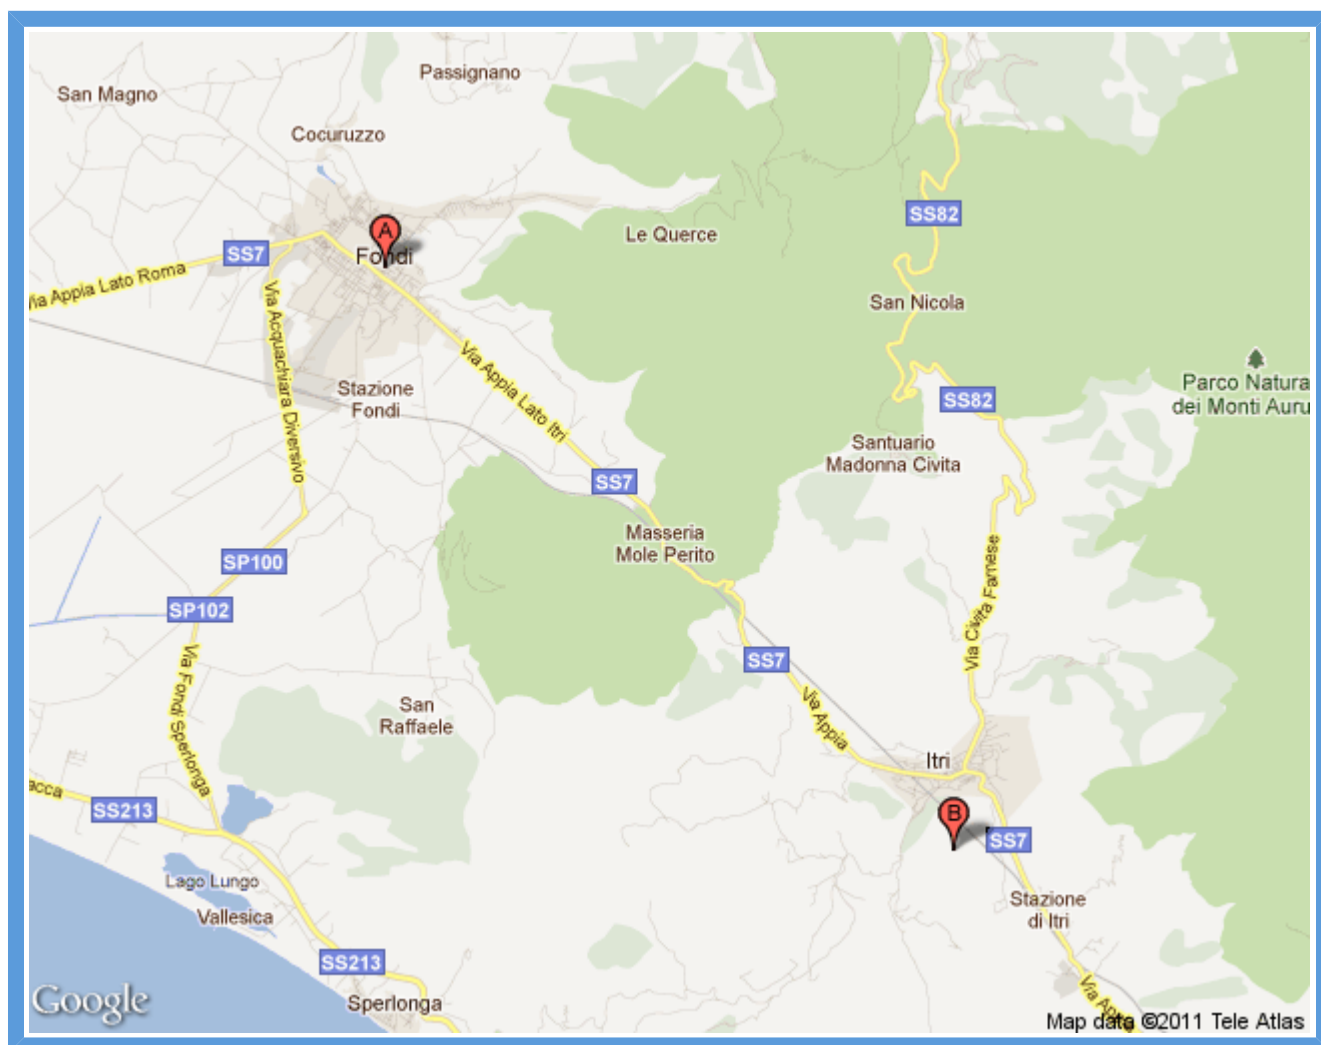 Passignano
San Magno
Cocuruzzo
SS82
A
Le Querce
SS7
Fondi
Via Appia Lato Roma
San Nicola
Via Acquachiara Diversivo
Via Appia Lato Itri
Stazione
Fondi
Parco Natura
dei Monti Auru
SS82
Santuario
Madonna Civita
SS7
Masseria
Mole Perito
SP100
Via Civita Farnese
SP102
SS7
Via Fondi Sperlonga
San
Raffaele
Via Appia
Itri
acca
SS213
B
SS7
Lago Lungo
Vallesica
Stazione
di Itri
SS213
Sperlonga
Google
Map data ©2011 Tele Atlas